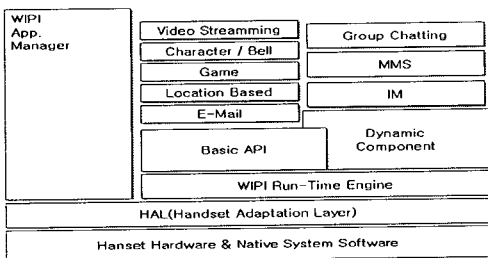 WIPI
App.
Manager
Video Streamming
Character / Bell
Game
Location Based
E-Mail
Group Chatting
MMS
IM
Basic API
Dynamic
Component
WIPI Run-Time Engine
HAL(Handset Adaptation Layer)
Hanset Hardware & Native System Software